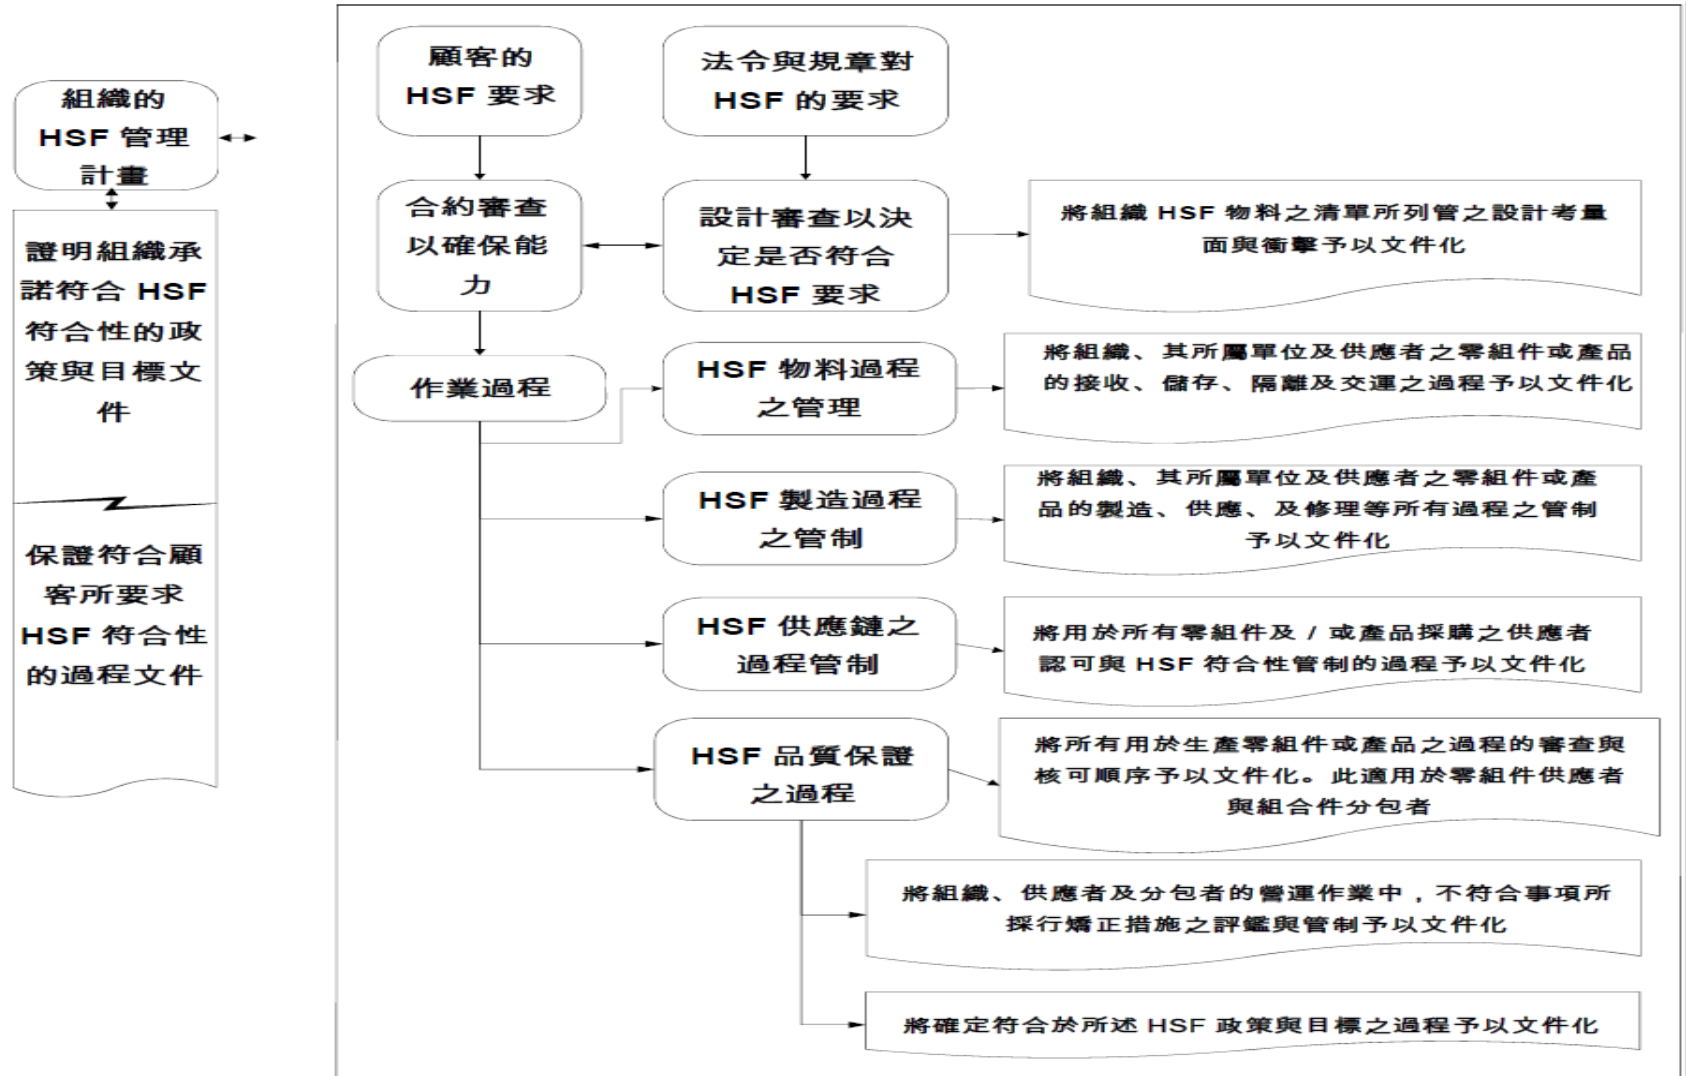 組織的
HSF 管理
計畫
證明組織承
諾符合 HSF
符合性的政
策與目標文
件
保證符合顧
客所要求
HSF 符合性
的過程文件
顧客的
HSF 要求
法令與規章對
HSF 的要求
合約審查
以確保能
力
設計審查以決
定是否符合
HSF 要求
將組織 HSF 物料之清單所列管之設計考量
面與衝擊予以文件化
作業過程
HSF 物料過程
之管理
將組織、其所屬單位及供應者之零組件或產品
的接收、儲存、隔離及交運之過程予以文件化
HSF 製造過程
之管制
將組織、其所屬單位及供應者之零組件或產
品的製造、供應、及修理等所有過程之管制
予以文件化
HSF 供應鏈之
過程管制
將用於所有零組件及 / 或產品採購之供應者
認可與 HSF 符合性管制的過程予以文件化
HSF 品質保證
之過程
將所有用於生產零組件或產品之過程的審查與
核可順序予以文件化。此適用於零組件供應者
與組合件分包者
將組織、供應者及分包者的營運作業中，不符合事項所
採行矯正措施之評鑑與管制予以文件化
將確定符合於所述 HSF 政策與目標之過程予以文件化